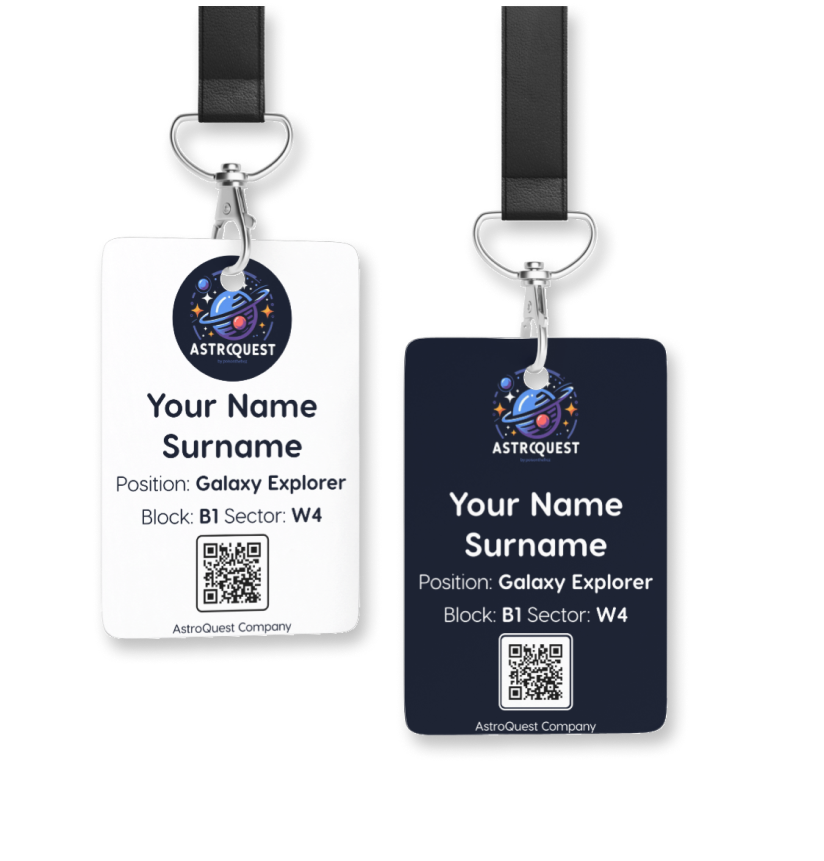 ASTROQUEST
Your Name
Surname
Position: Galaxy Explorer
Block: B1 Sector: W4
AstroQuest Company
ASTROQUEST
Your Name
Surname
Position: Galaxy Explorer
Block: B1 Sector: W4
AstroQuest Company